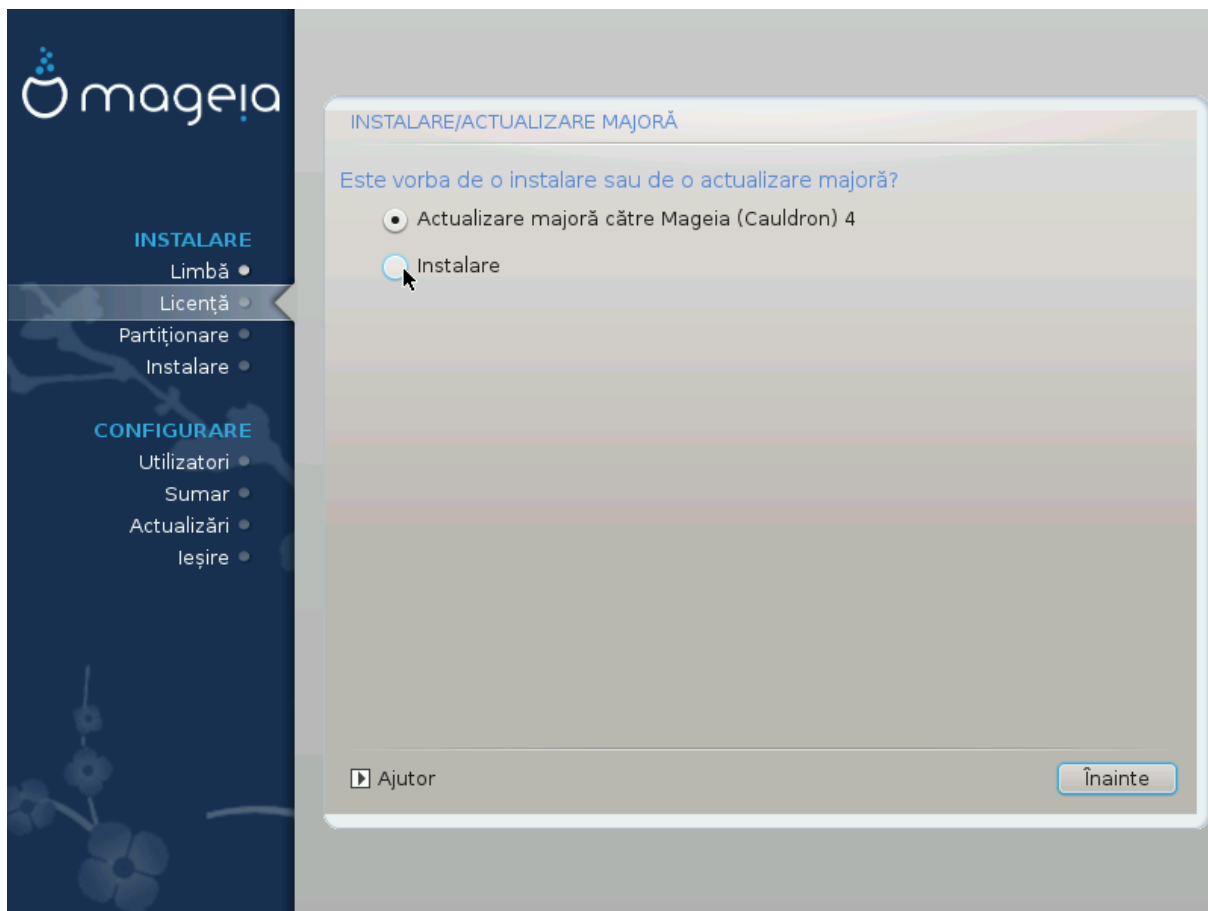 mageia
INSTALARE
Limbă
Licență
Partiționare
Instalare
CONFIGURARE
Utilizatori
Sumar
Actualizări
Ieșire
INSTALARE/ACTUALIZARE MAJORĂ
Este vorba de o instalare sau de o actualizare majoră?
Actualizare majoră către Mageia (Cauldron) 4
Instalare
Ajutor
Înainte